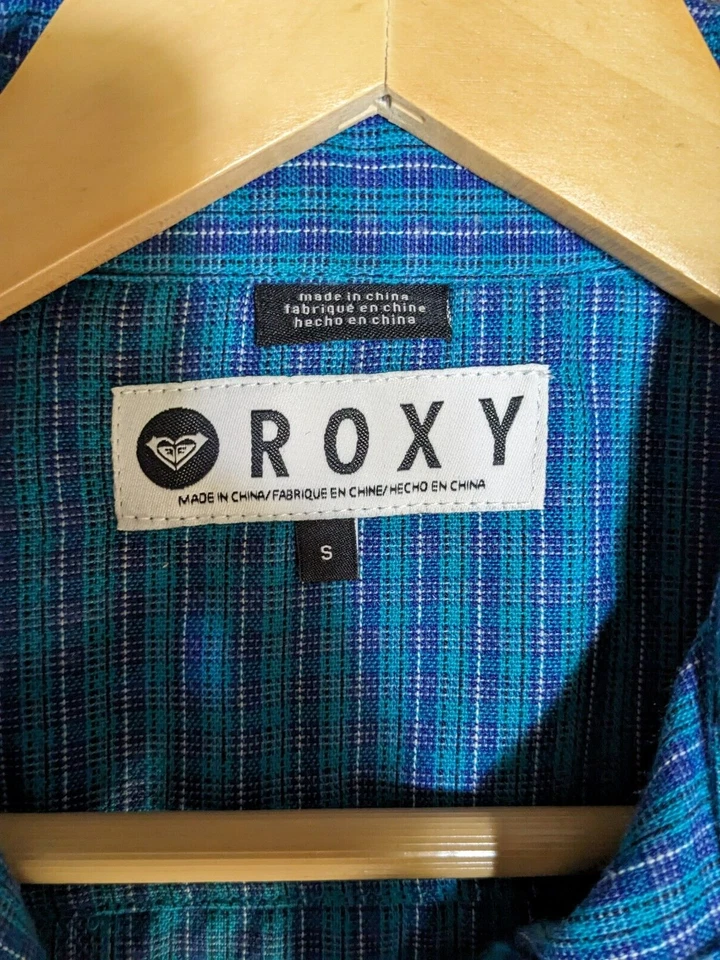 made in china
fabriqué en chine
hecho en china
ROXY
MADE IN CHINA/FABRIQUE EN CHINE/HECHO EN CHINA
S